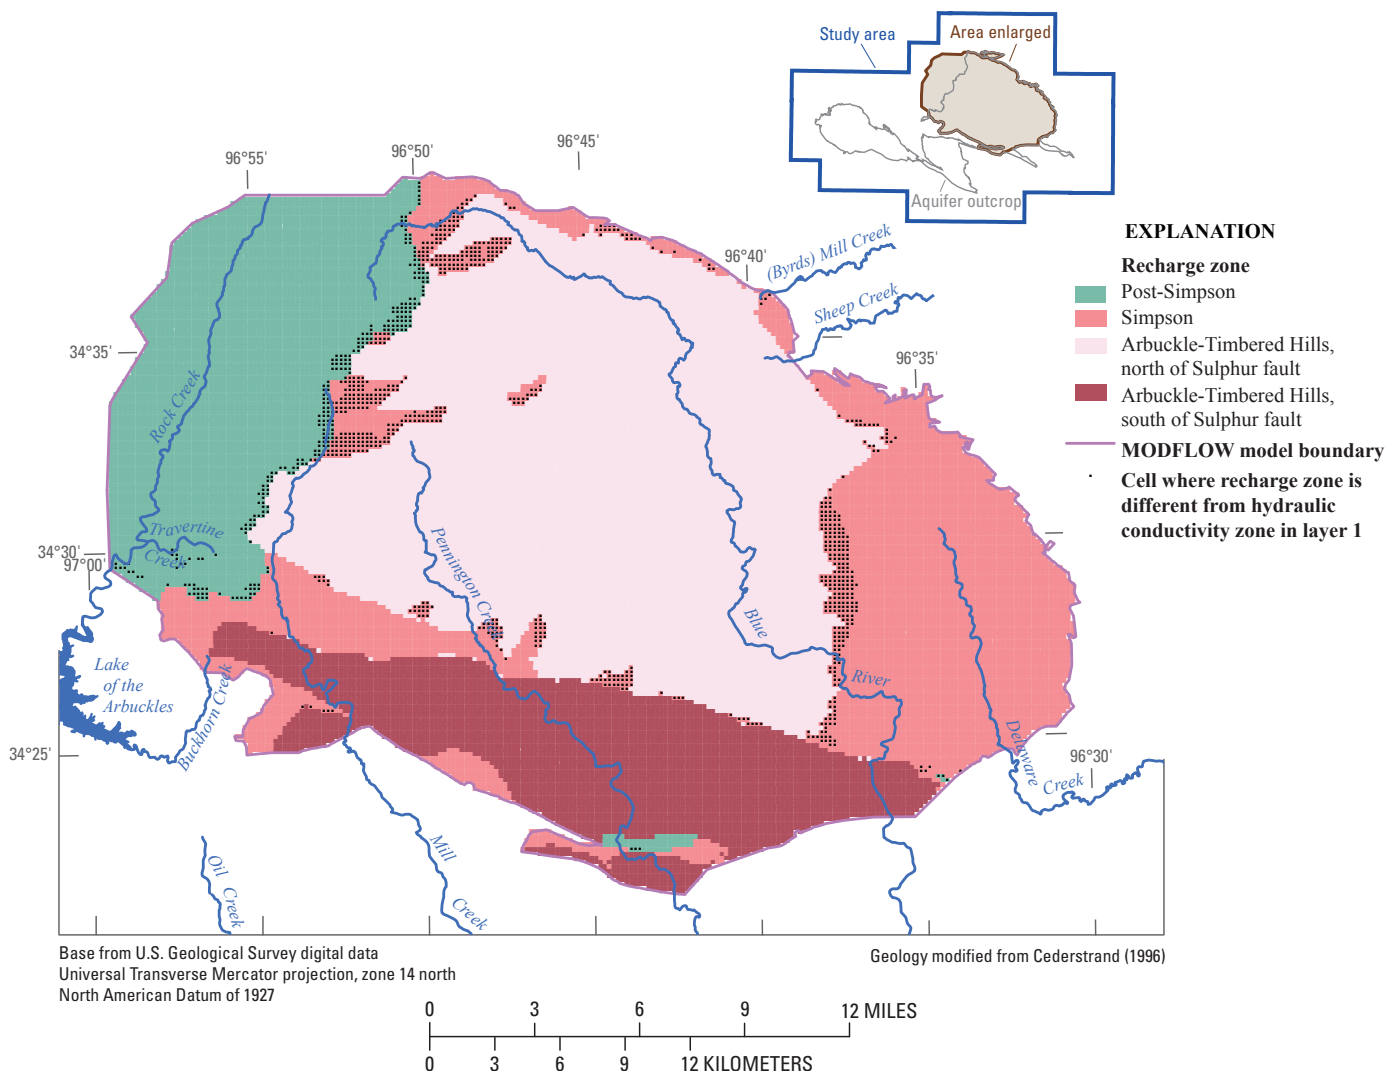 Study area
Area enlarged
Aquifer outcrop
96°55'
96°50'
96°45'
96°40'
96°35'
96°30'
34°35'
34°30'
97°00'
34°25'
(Byrds) Mill Creek
Sheep Creek
Rock Creek
Travertine
Creek
Pennington Creek
Blue
River
Delaware
Creek
Lake
of the
Arbuckles
Buckhorn Creek
Oil Creek
Mill
Creek
EXPLANATION
Recharge zone
Post-Simpson
Simpson
Arbuckle-Timbered Hills,
north of Sulphur fault
Arbuckle-Timbered Hills,
south of Sulphur fault
MODFLOW model boundary
Cell where recharge zone is
different from hydraulic
conductivity zone in layer 1
Base from U.S. Geological Survey digital data
Universal Transverse Mercator projection, zone 14 north
North American Datum of 1927
Geology modified from Cederstrand (1996)
0 3 6 9 12 MILES
0 3 6 9 12 KILOMETERS